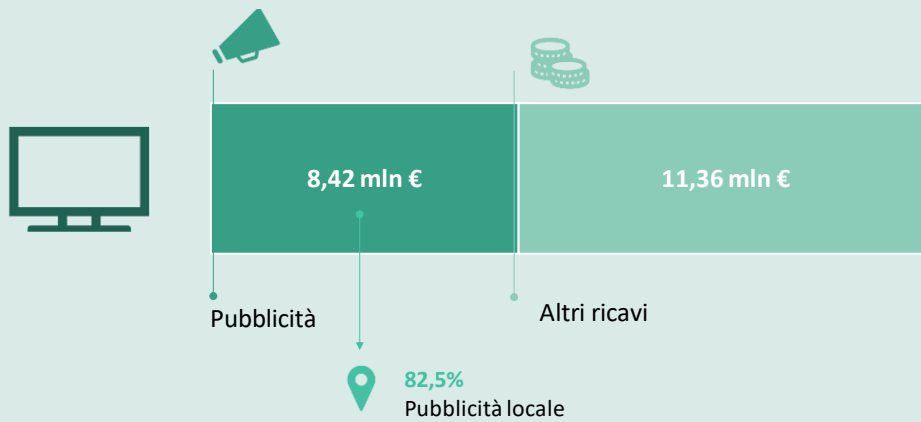 8,42 mln €
11,36 mln €
Pubblicità
Altri ricavi
82,5%
Pubblicità locale